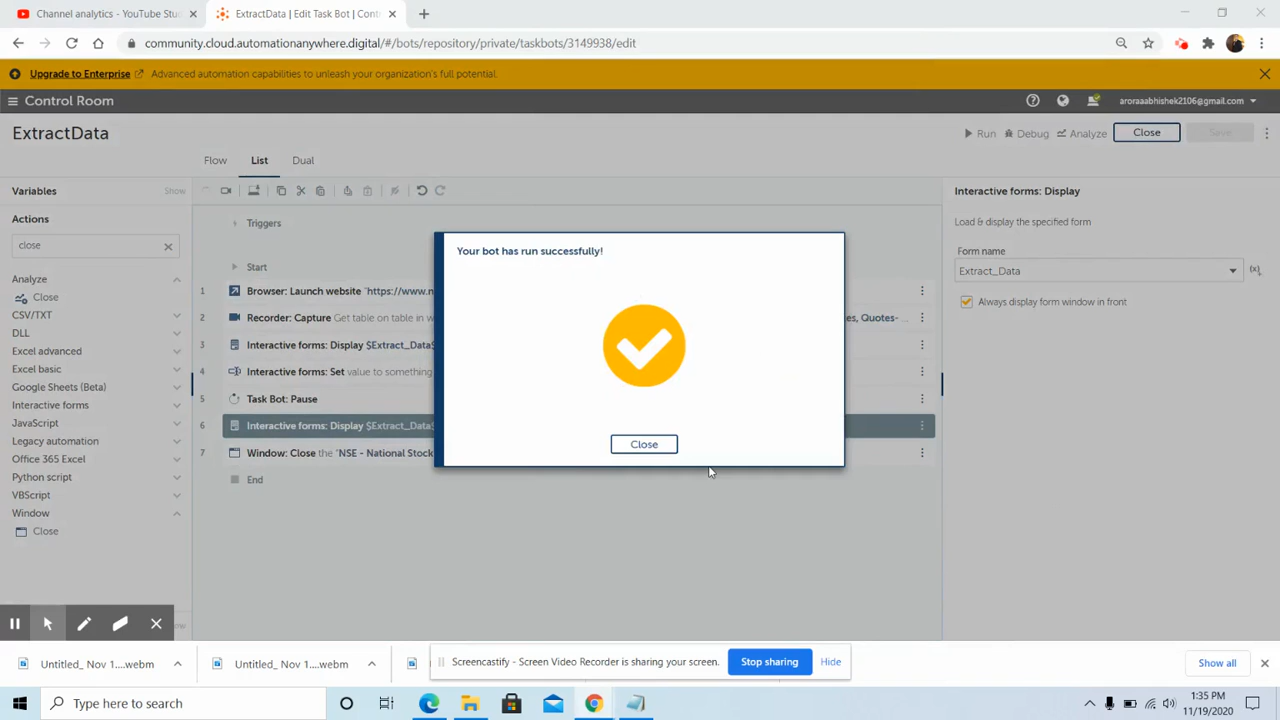 Channel analytics - YouTube Stu
ExtractData | Edit Task Bot | Cont
community.cloud.automationanywhere.digital/#/bots/repository/private/taskbots/3149938/edit
Upgrade to Enterprise Advanced automation capabilities to unleash your organization's full potential.
Control Room
aroraaabhishek2106@gmail.com
ExtractData
Run Debug Analyze Close Save
Flow List Dual
Variables Show
Actions
close
Analyze
Close
CSV/TXT
DLL
Excel advanced
Excel basic
Google Sheets (Beta)
Interactive forms
JavaScript
Legacy automation
Office 365 Excel
Python script
VBScript
Window
Close
Triggers
Start
1 Browser: Launch website "https://www.n
2 Recorder: Capture Get table on table in w s, Quotes- ...
3 Interactive forms: Display $Extract_Data$
4 Interactive forms: Set value to something
5 Task Bot: Pause
6 Interactive forms: Display $Extract_Data$
7 Window: Close the "NSE - National Stock
End
Your bot has run successfully!
Close
Interactive forms: Display
Load & display the specified form
Form name
Extract_Data
(x)
Always display form window in front
Untitled_ Nov 1....webm
Untitled_ Nov 1....webm
Screencastify - Screen Video Recorder is sharing your screen. Stop sharing Hide
Show all
Type here to search
1:35 PM
11/19/2020